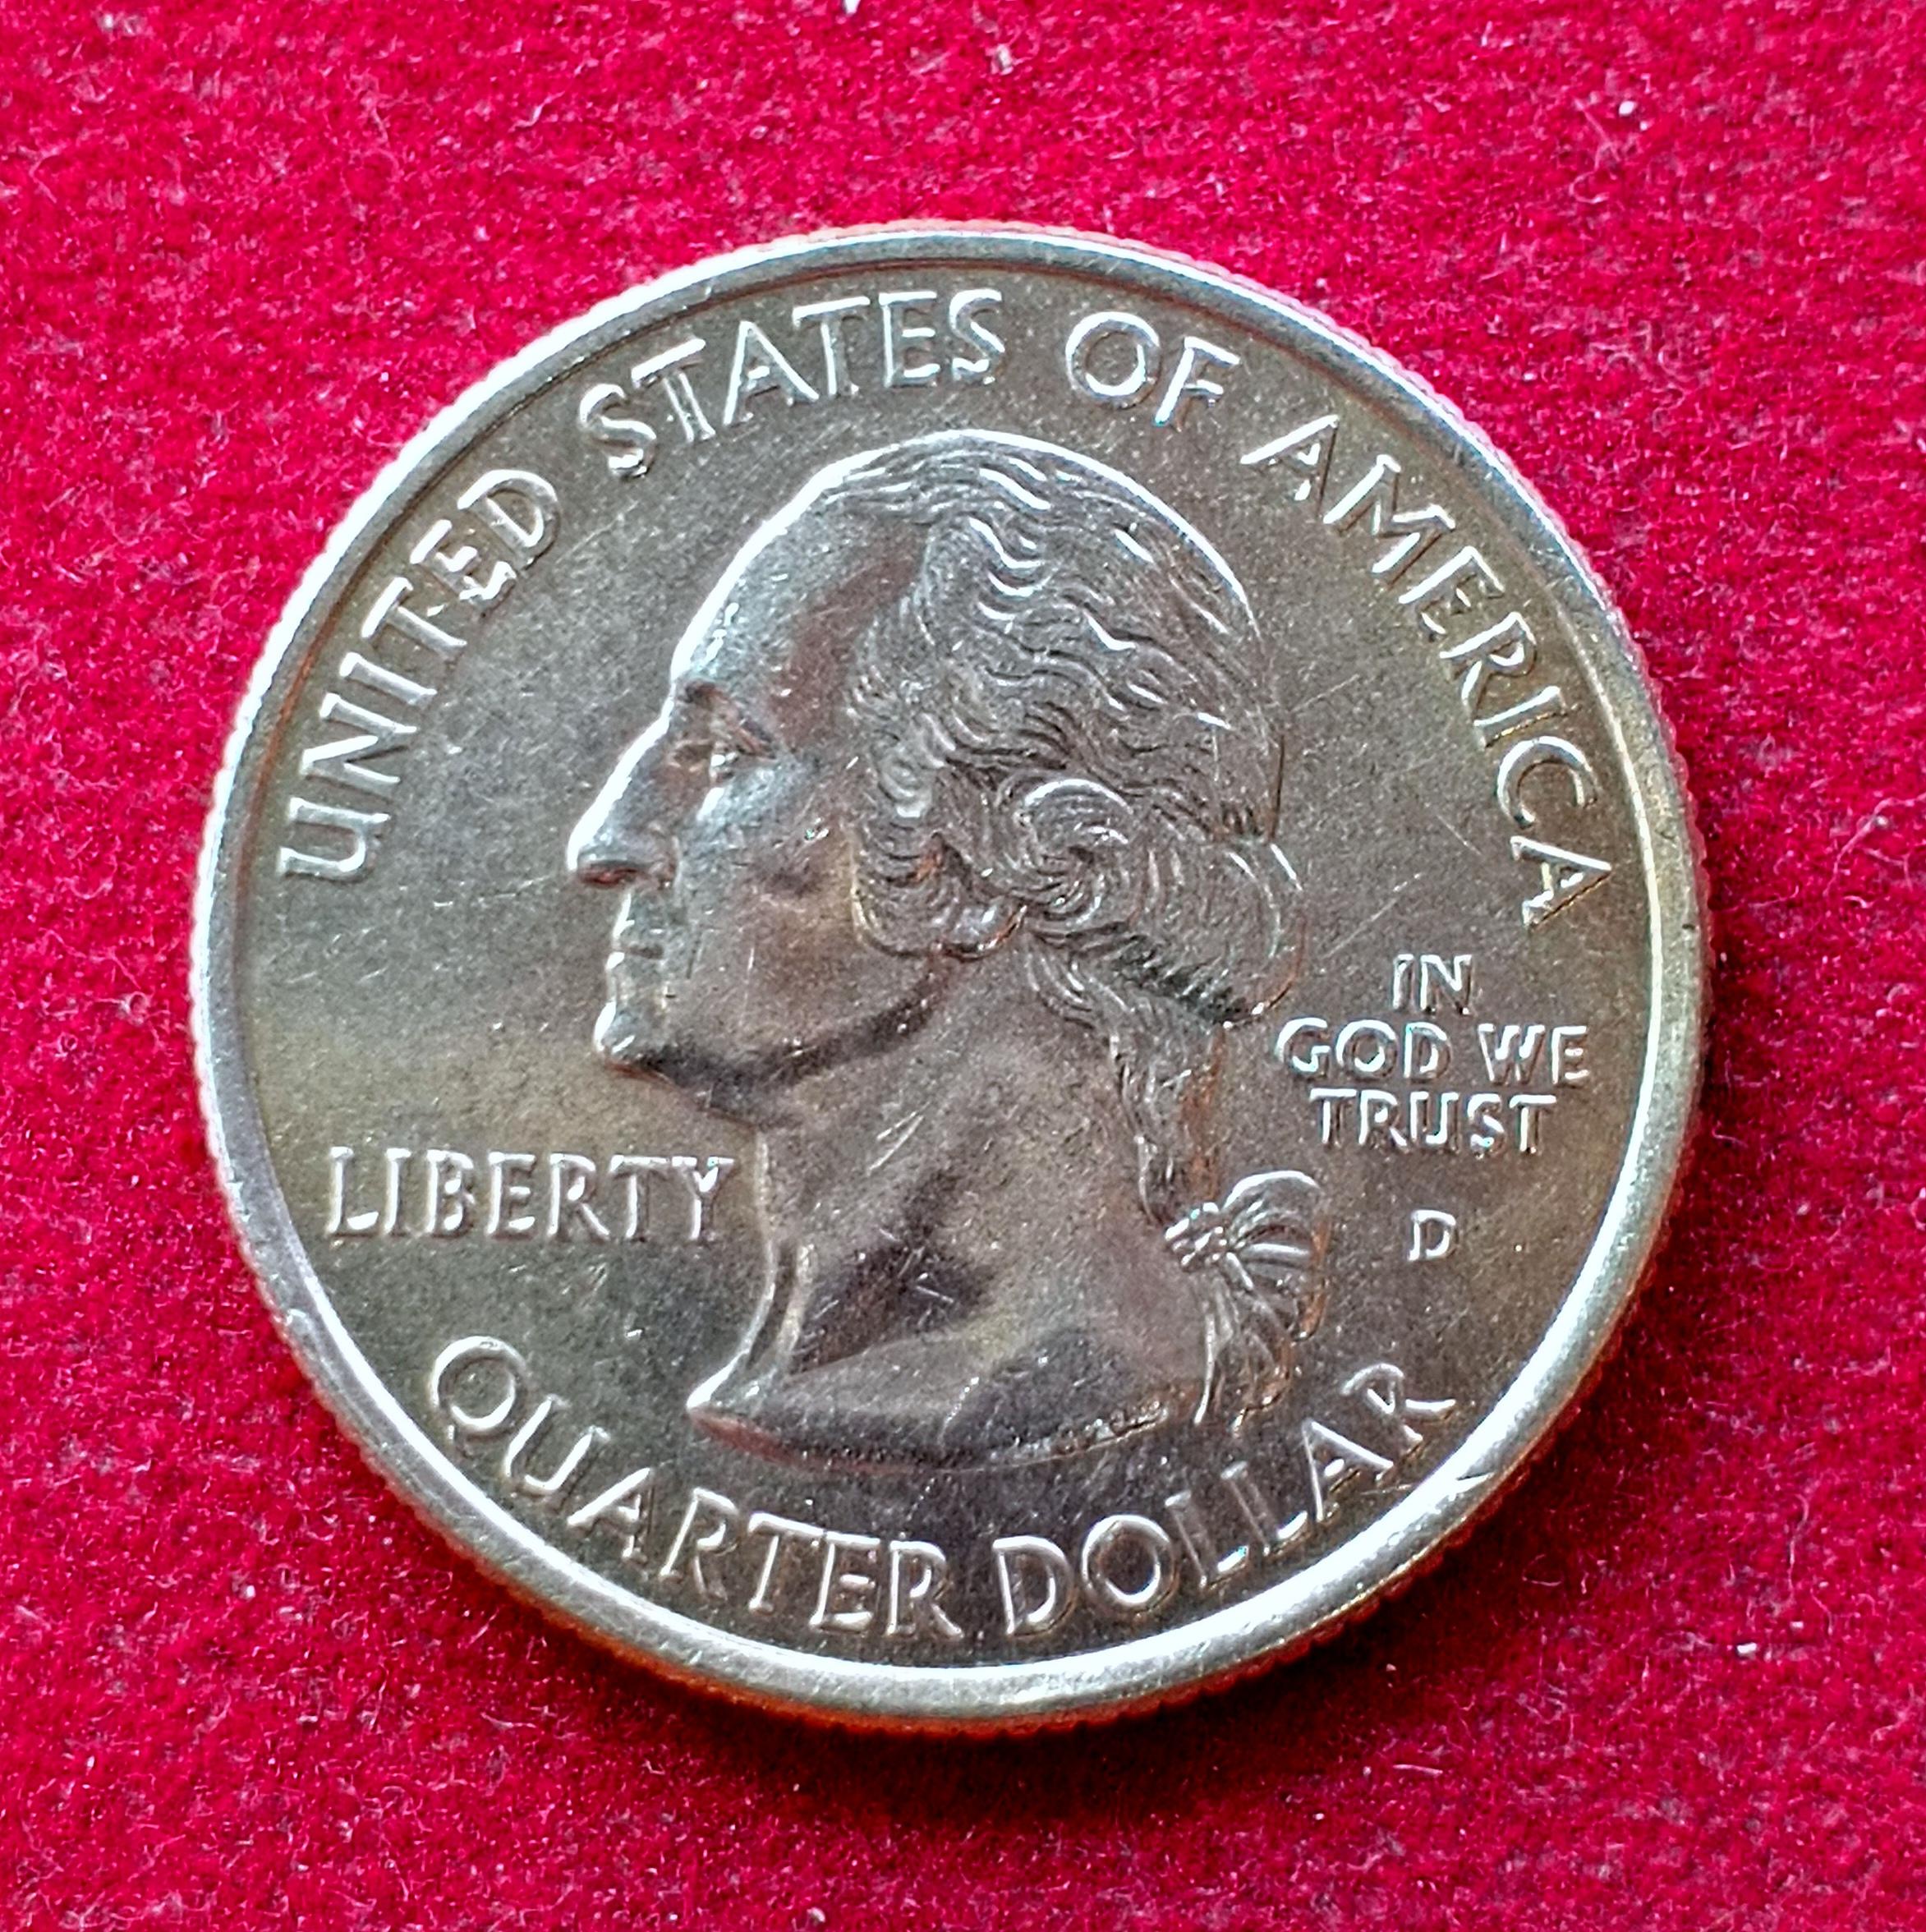 UNITED STATES OF AMERICA
LIBERTY
IN
GOD WE
TRUST
D
QUARTER DOLLAR